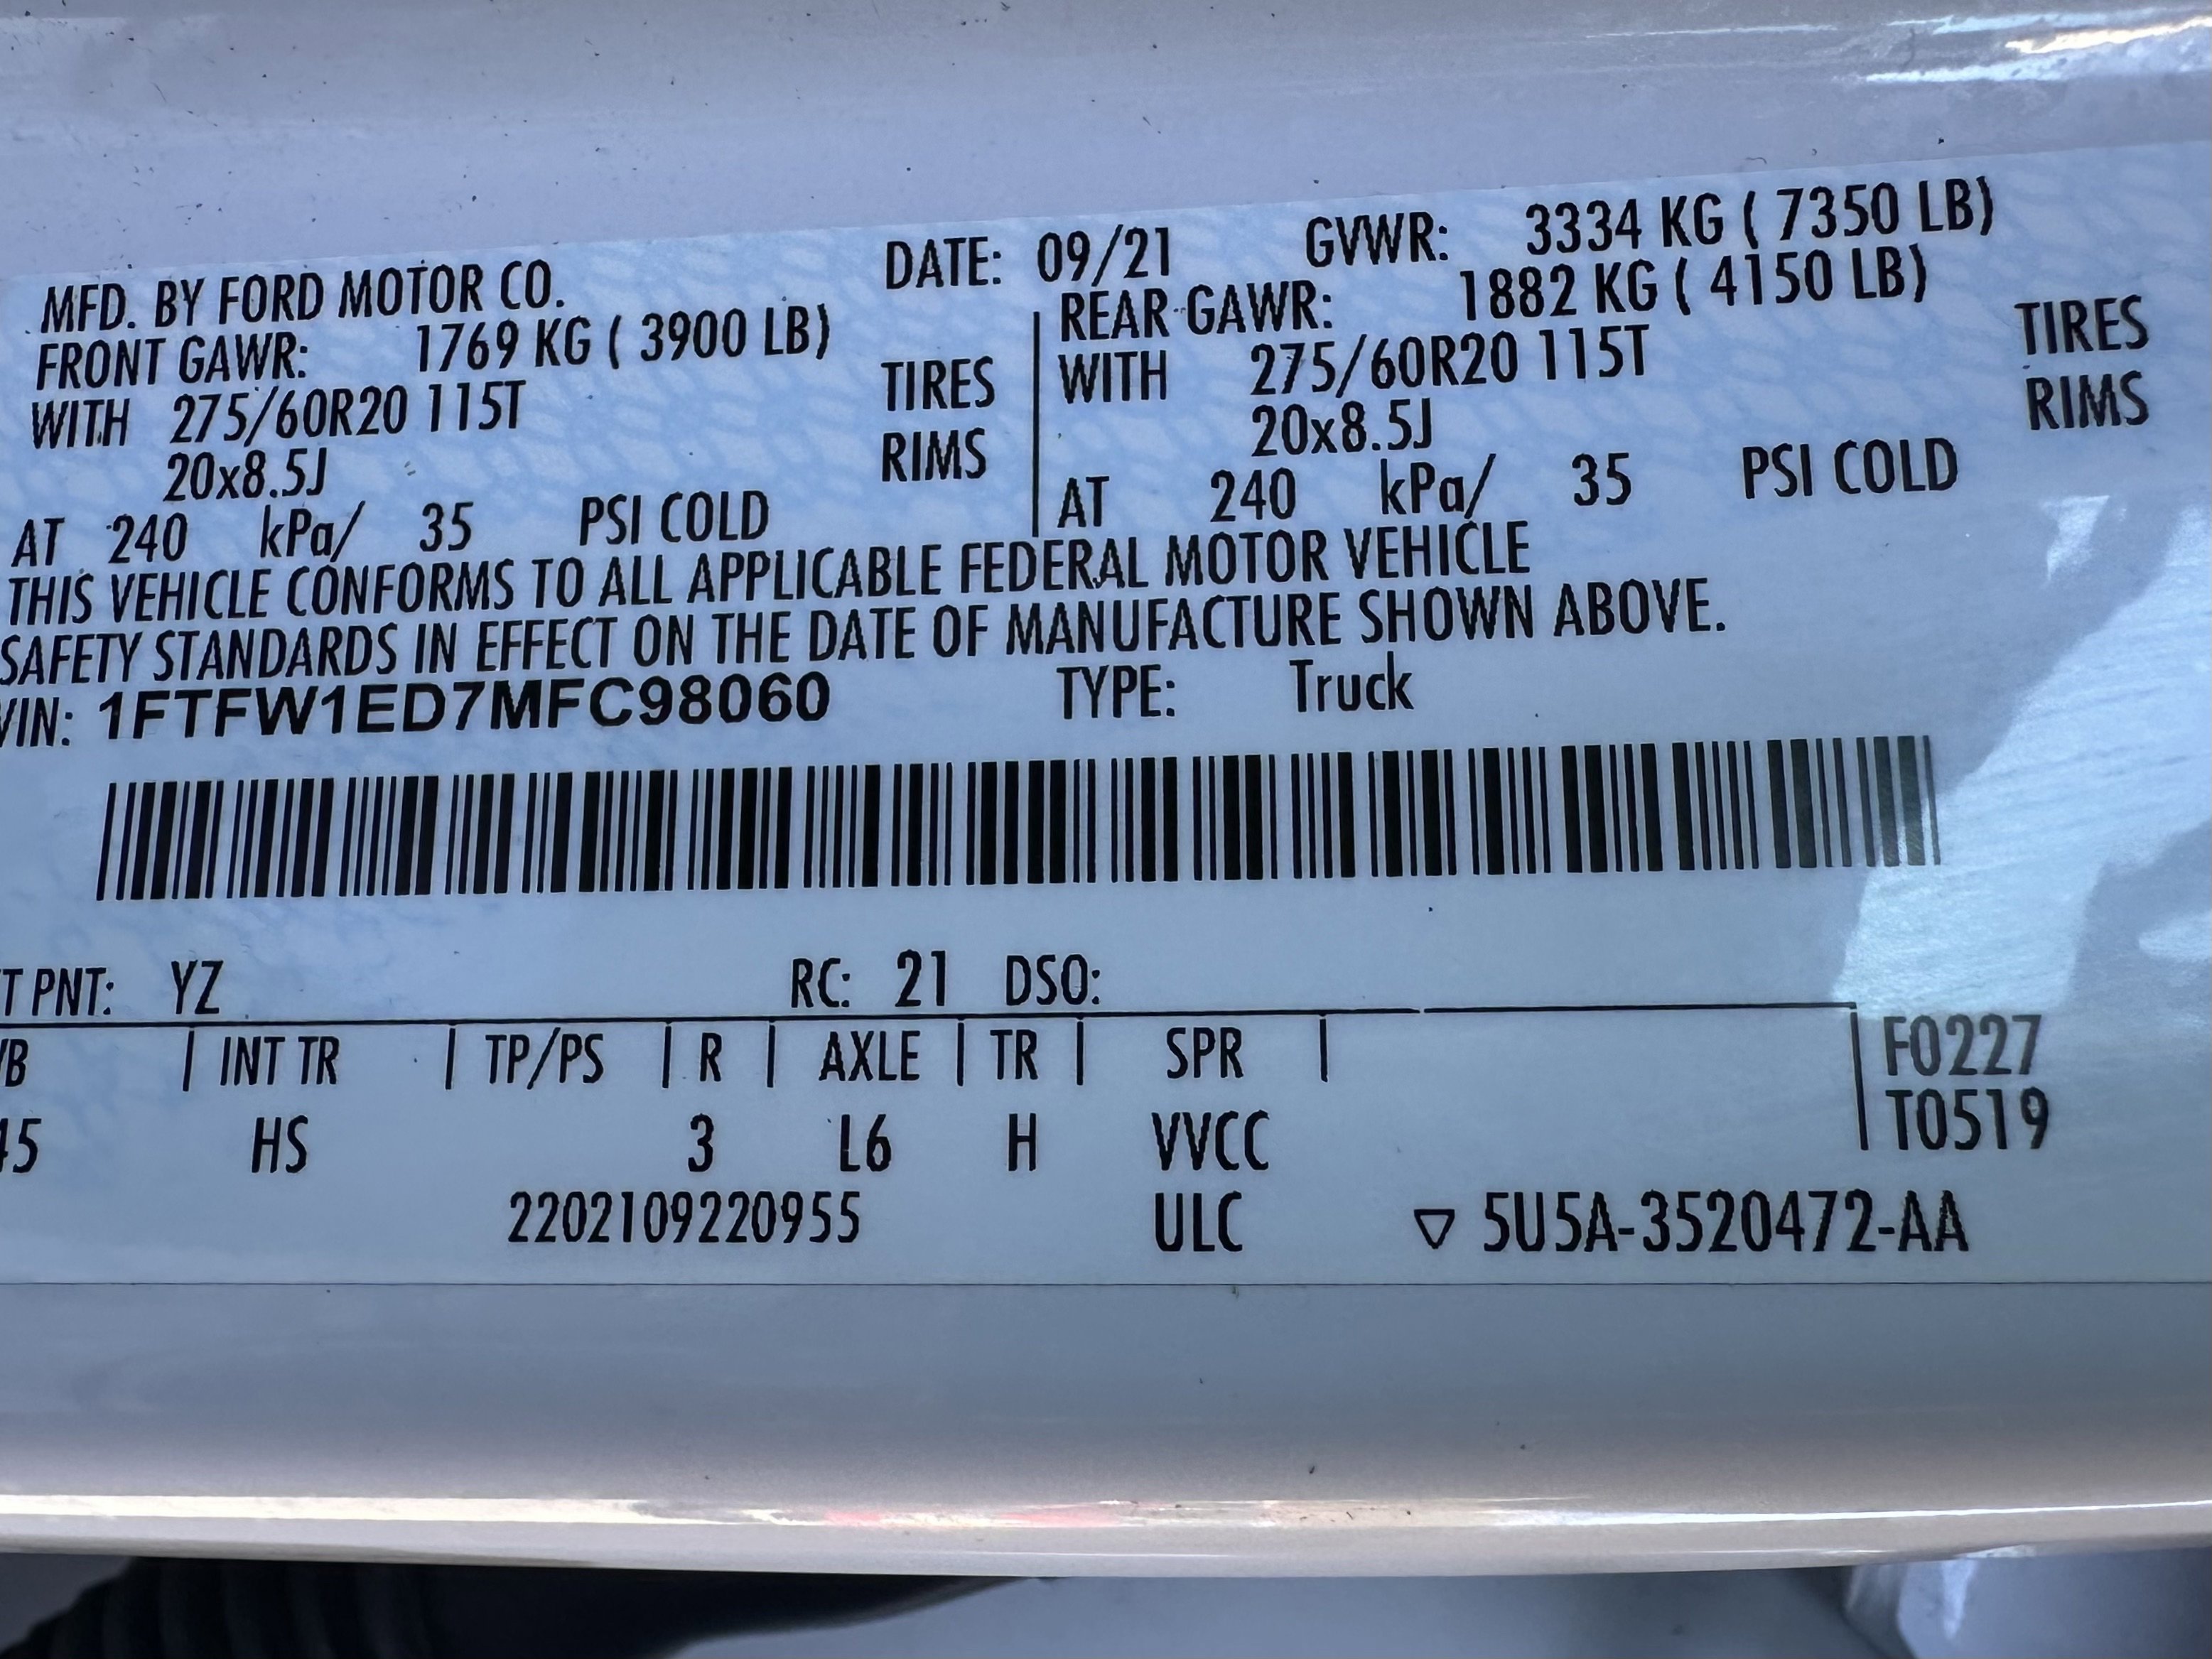 MFD. BY FORD MOTOR CO. DATE: 09/21 GVWR: 3334 KG ( 7350 LB)
FRONT GAWR: 1769 KG ( 3900 LB) REAR GAWR: 1882 KG ( 4150 LB)
WITH 275/60R20 115T TIRES WITH 275/60R20 115T TIRES
20x8.5J RIMS 20x8.5J RIMS
AT 240 kPa/ 35 PSI COLD AT 240 kPa/ 35 PSI COLD
THIS VEHICLE CONFORMS TO ALL APPLICABLE FEDERAL MOTOR VEHICLE
SAFETY STANDARDS IN EFFECT ON THE DATE OF MANUFACTURE SHOWN ABOVE.
VIN: 1FTFW1ED7MFC98060 TYPE: Truck
T PNT: YZ RC: 21 DSO:
B | INT TR | TP/PS | R | AXLE | TR | SPR | F0227
45 HS 3 L6 H VVCC T0519
2202109220955 ULC ▽ 5U5A-3520472-AA